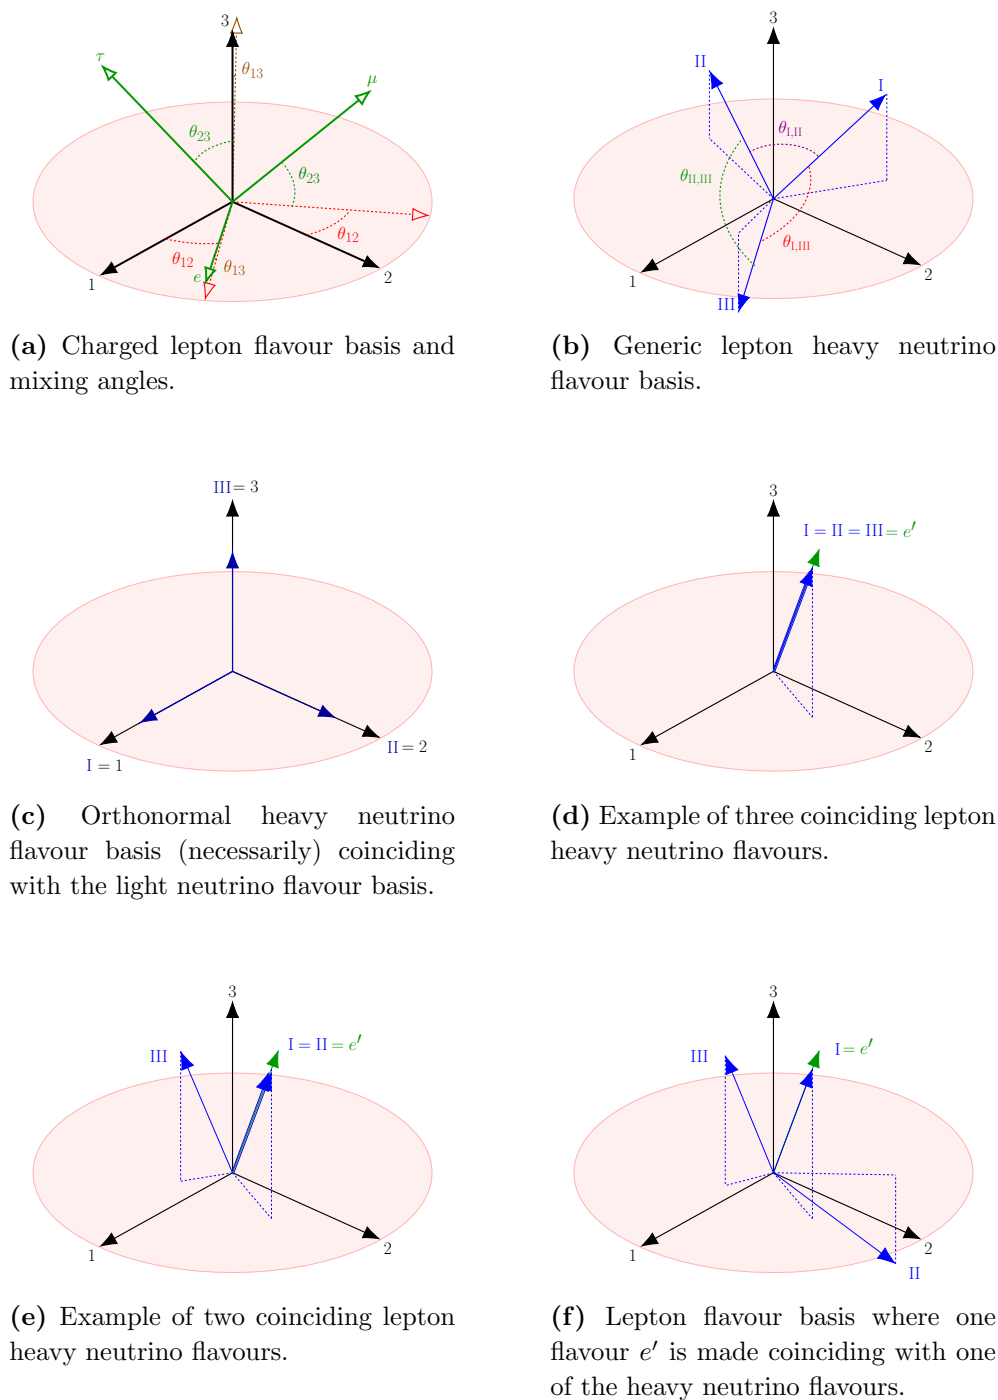 3
θ13
τ
μ
θ23
θ23
θ12
θ12
e
θ13
1
2
3
II
I
θI,II
θII,III
θI,III
1
2
III
(a) Charged lepton flavour basis and
mixing angles.
(b) Generic lepton heavy neutrino
flavour basis.
III = 3
I = 1
II = 2
3
I = II = III = e′
1
2
(c) Orthonormal heavy neutrino
flavour basis (necessarily) coinciding
with the light neutrino flavour basis.
(d) Example of three coinciding lepton
heavy neutrino flavours.
3
III
I = II = e′
1
2
3
III
I = e′
1
2
II
(e) Example of two coinciding lepton
heavy neutrino flavours.
(f) Lepton flavour basis where one
flavour e′ is made coinciding with one
of the heavy neutrino flavours.